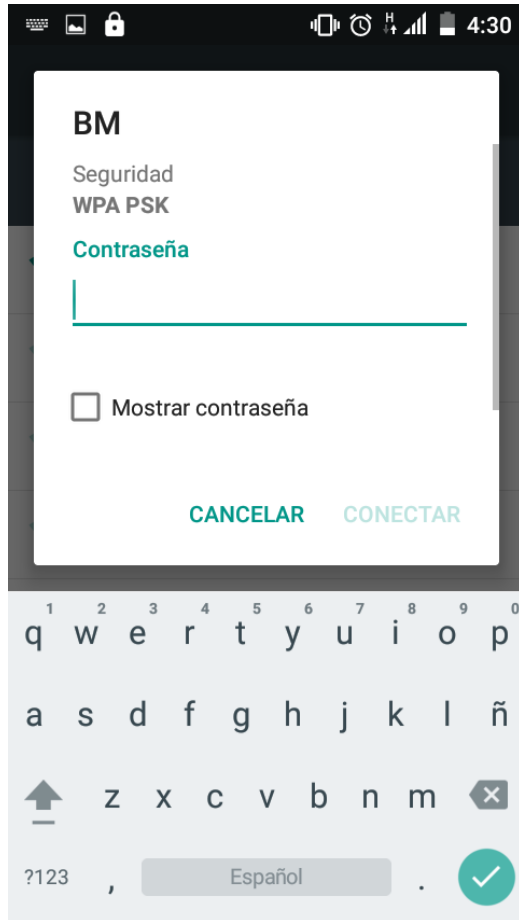 H 4:30
BM
Seguridad
WPA PSK
Contraseña
Mostrar contraseña
CANCELAR CONECTAR
1 2 3 4 5 6 7 8 9 0
q w e r t y u i o p
a s d f g h j k l ñ
z x c v b n m
?123 , Español .